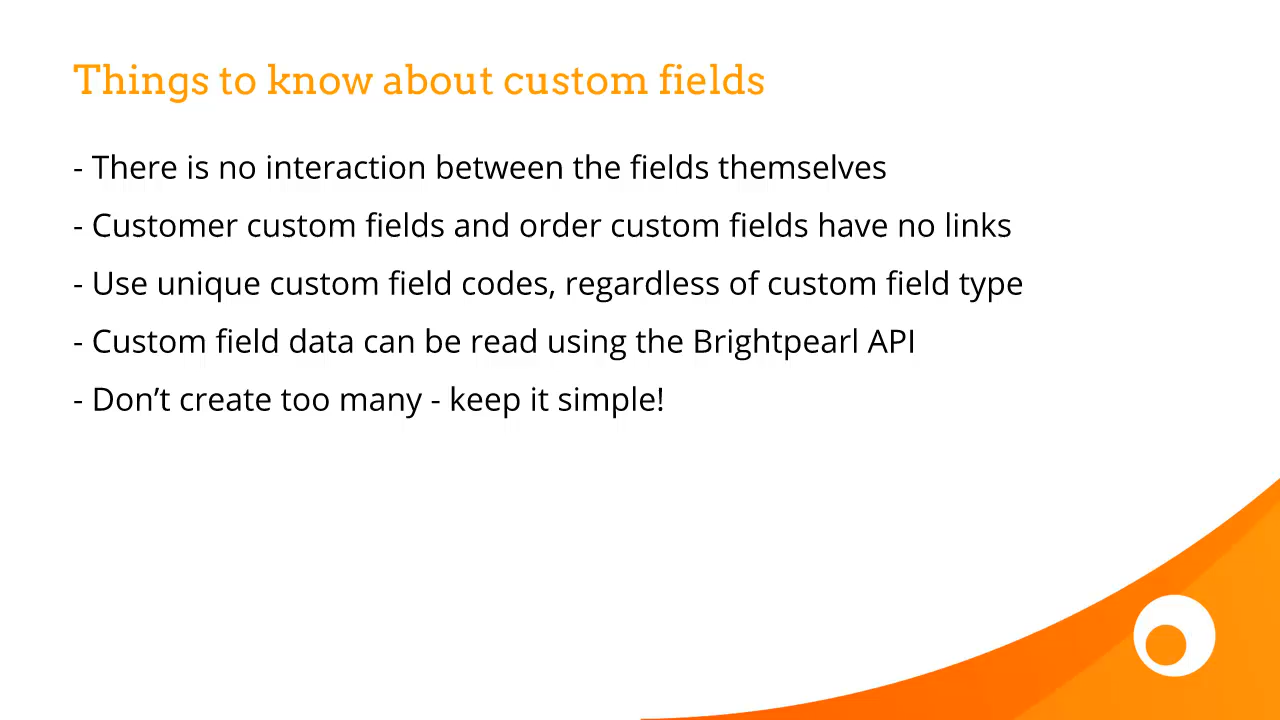 Things to know about custom fields
- There is no interaction between the fields themselves
- Customer custom fields and order custom fields have no links
- Use unique custom field codes, regardless of custom field type
- Custom field data can be read using the Brightpearl API
- Don’t create too many - keep it simple!